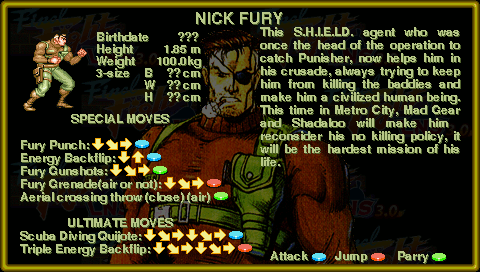 NICK FURY
Birthdate ???
Height 1.85 m
Weight 100.0kg
3-size B ??cm
W ??cm
H ??cm
This S.H.I.E.L.D. agent who was
once the head of the operation to
catch Punisher, now helps him in
his crusade, always trying to keep
him from killing the baddies and
make him a civilized human being.
This time in Metro City, Mad Gear
and Shadaloo will make him
reconsider his no killing policy, it
will be the hardest mission of his
life.
SPECIAL MOVES
Fury Punch:
Energy Backflip:
Fury Gunshots:
Fury Grenade(air or not):
Aerial crossing throw (close) (air)
ULTIMATE MOVES
Scuba Diving Quijote:
Triple Energy Backflip:
Attack Jump Parry